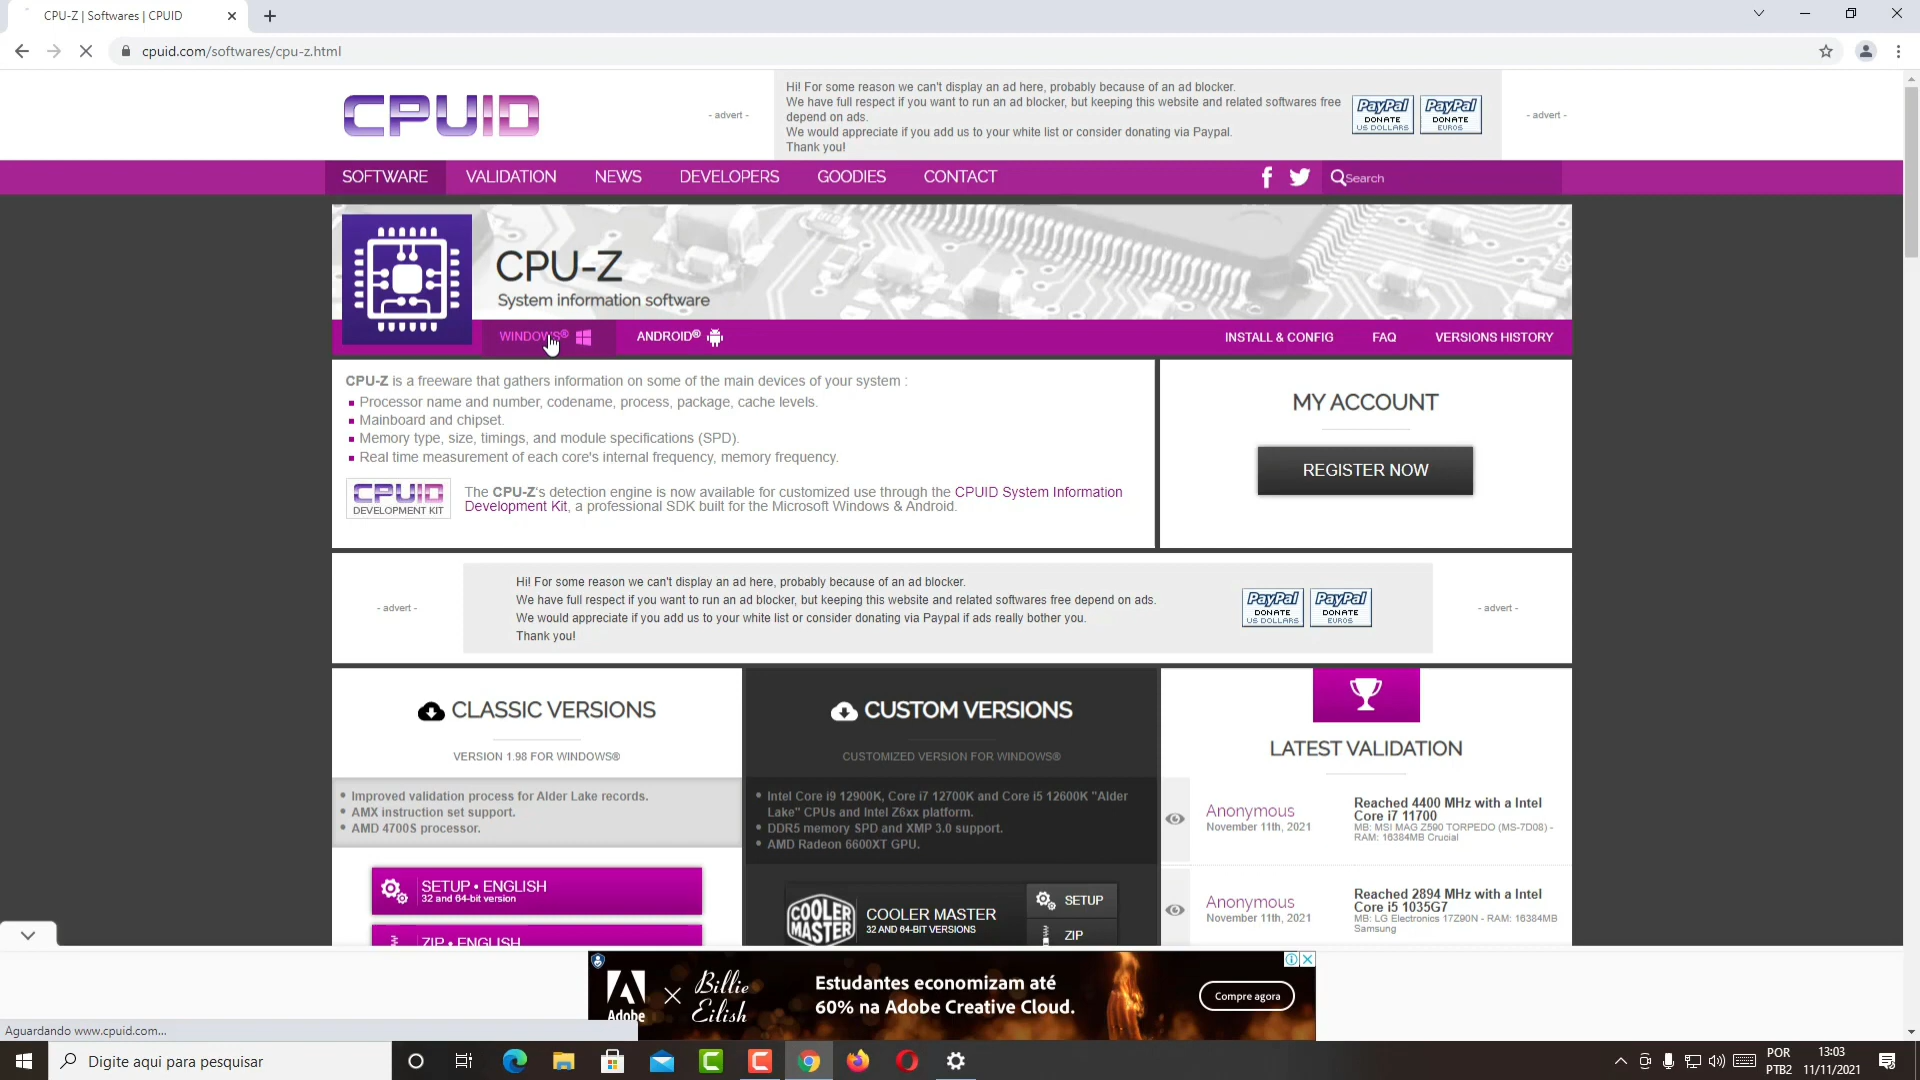 CPU-Z | Softwares | CPUID
cpuid.com/softwares/cpu-z.html
CPUID
- advert -
Hi! For some reason we can't display an ad here, probably because of an ad blocker.
We have full respect if you want to run an ad blocker, but keeping this website and related softwares free
depend on ads.
We would appreciate if you add us to your white list or consider donating via Paypal.
Thank you!
PayPal
DONATE
US DOLLARS
PayPal
DONATE
EUROS
- advert -
SOFTWARE
VALIDATION
NEWS
DEVELOPERS
GOODIES
CONTACT
Search
CPU-Z
System information software
WINDOWS®
ANDROID®
INSTALL & CONFIG
FAQ
VERSIONS HISTORY
CPU-Z is a freeware that gathers information on some of the main devices of your system :
Processor name and number, codename, process, package, cache levels.
Mainboard and chipset.
Memory type, size, timings, and module specifications (SPD).
Real time measurement of each core's internal frequency, memory frequency.
CPUID
DEVELOPMENT KIT
The CPU-Z's detection engine is now available for customized use through the CPUID System Information
Development Kit, a professional SDK built for the Microsoft Windows & Android.
MY ACCOUNT
REGISTER NOW
- advert -
Hi! For some reason we can't display an ad here, probably because of an ad blocker.
We have full respect if you want to run an ad blocker, but keeping this website and related softwares free depend on ads.
We would appreciate if you add us to your white list or consider donating via Paypal if ads really bother you.
Thank you!
PayPal
DONATE
US DOLLARS
PayPal
DONATE
EUROS
- advert -
CLASSIC VERSIONS
VERSION 1.98 FOR WINDOWS®
Improved validation process for Alder Lake records.
AMX instruction set support.
AMD 4700S processor.
SETUP • ENGLISH
32 and 64-bit version
ZIP • ENGLISH
CUSTOM VERSIONS
CUSTOMIZED VERSION FOR WINDOWS®
Intel Core i9 12900K, Core i7 12700K and Core i5 12600K "Alder
Lake" CPUs and Intel Z6xx platform.
DDR5 memory SPD and XMP 3.0 support.
AMD Radeon 6600XT GPU.
COOLER
MASTER
COOLER MASTER
32 AND 64-BIT VERSIONS
SETUP
ZIP
LATEST VALIDATION
Anonymous
November 11th, 2021
Reached 4400 MHz with a Intel
Core i7 11700
MB: MSI MAG Z590 TORPEDO (MS-7D08) -
RAM: 16384MB Crucial
Anonymous
November 11th, 2021
Reached 2894 MHz with a Intel
Core i5 1035G7
MB: LG Electronics 17Z90N - RAM: 16384MB
Samsung
Adobe
Billie
Eilish
Estudantes economizam até
60% na Adobe Creative Cloud.
Compre agora
Aguardando www.cpuid.com...
Digite aqui para pesquisar
POR
PTB2
13:03
11/11/2021